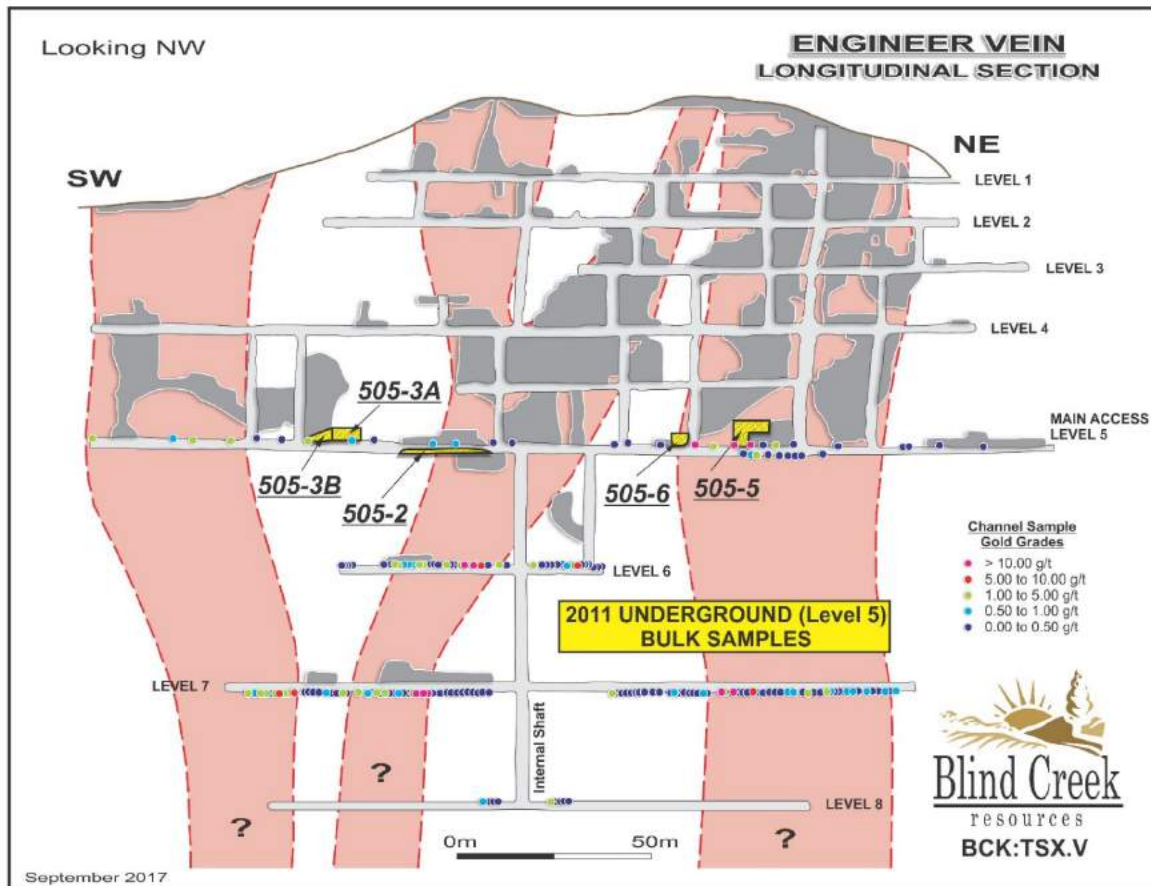 Looking NW
ENGINEER VEIN
LONGITUDINAL SECTION
SW
NE
LEVEL 1
LEVEL 2
LEVEL 3
LEVEL 4
505-3A
MAIN ACCESS
LEVEL 5
505-3B
505-2
505-6
505-5
Channel Sample
Gold Grades
> 10.00 g/t
5.00 to 10.00 g/t
1.00 to 5.00 g/t
0.50 to 1.00 g/t
0.00 to 0.50 g/t
LEVEL 6
2011 UNDERGROUND (Level 5)
BULK SAMPLES
LEVEL 7
Internal Shaft
?
?
?
LEVEL 8
Blind Creek
resources
BCK:TSX.V
0m
50m
September 2017